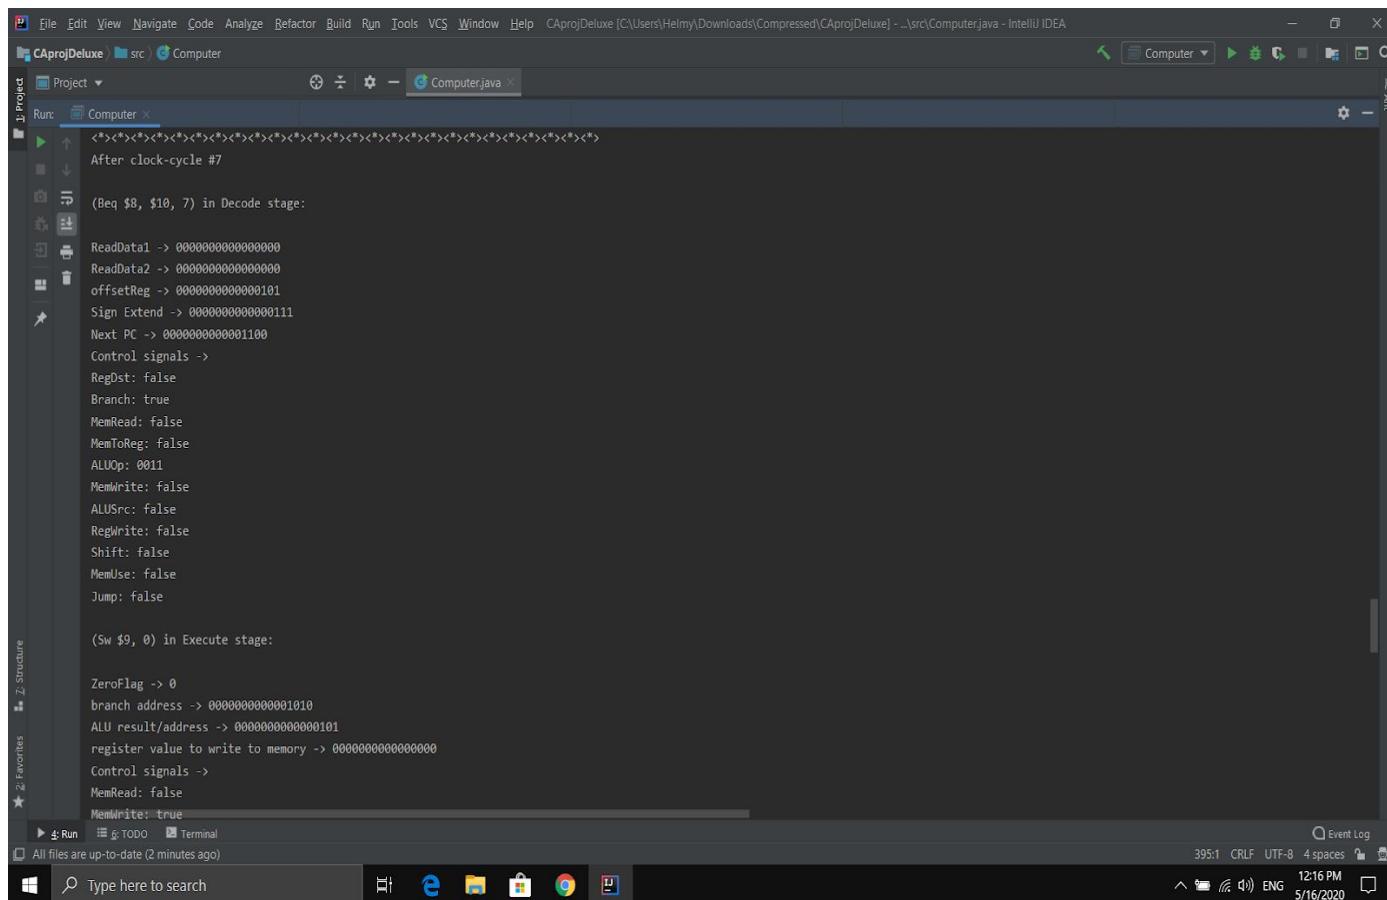 File Edit View Navigate Code Analyze Refactor Build Run Tools VCS Window Help CAprojDeluxe [C:\Users\Helmy\Downloads\Compressed\CAprojDeluxe] - ...\src\Computer.java - IntelliJ IDEA
CAprojDeluxe src Computer
Computer
1: Project
Project
Computer.java
Run: Computer
<*><*><*><*><*><*><*><*><*><*><*><*><*><*><*><*><*><*><*><*><*><*><*><*><*><*>
After clock-cycle #7
(Beq $8, $10, 7) in Decode stage:
ReadData1 -> 0000000000000000
ReadData2 -> 0000000000000000
offsetReg -> 0000000000000101
Sign Extend -> 0000000000000111
Next PC -> 0000000000001100
Control signals ->
RegDst: false
Branch: true
MemRead: false
MemToReg: false
ALUOp: 0011
MemWrite: false
ALUSrc: false
RegWrite: false
Shift: false
MemUse: false
Jump: false
(Sw $9, 0) in Execute stage:
ZeroFlag -> 0
branch address -> 0000000000001010
ALU result/address -> 0000000000000101
register value to write to memory -> 0000000000000000
Control signals ->
MemRead: false
MemWrite: true
Z: Structure
2: Favorites
4: Run 6: TODO Terminal
Event Log
All files are up-to-date (2 minutes ago)
395:1 CRLF UTF-8 4 spaces
Type here to search
ENG
12:16 PM
5/16/2020